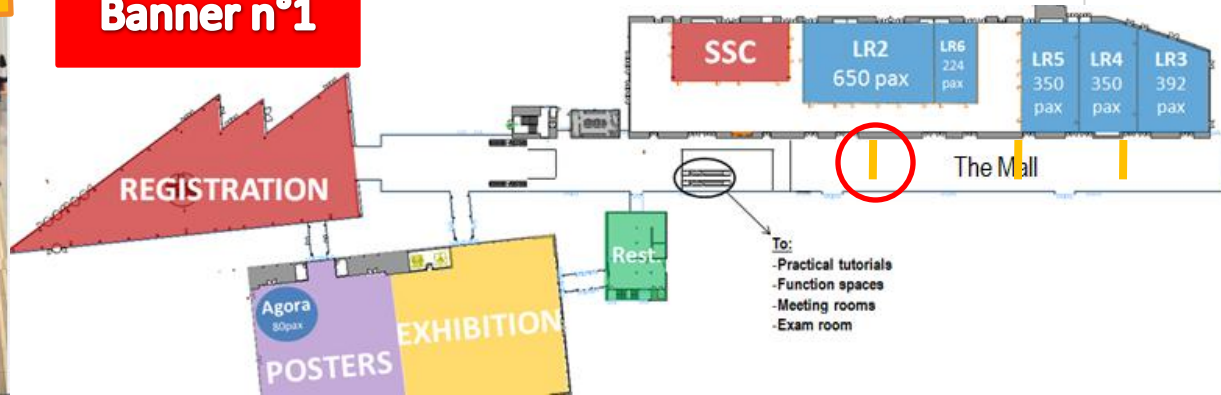 Banner n°1
SSC
LR2
650 pax
LR6
224
pax
LR5
350
pax
LR4
350
pax
LR3
392
pax
REGISTRATION
The Mall
Rest.
To:
-Practical tutorials
-Function spaces
-Meeting rooms
-Exam room
Agora
80pax
EXHIBITION
POSTERS